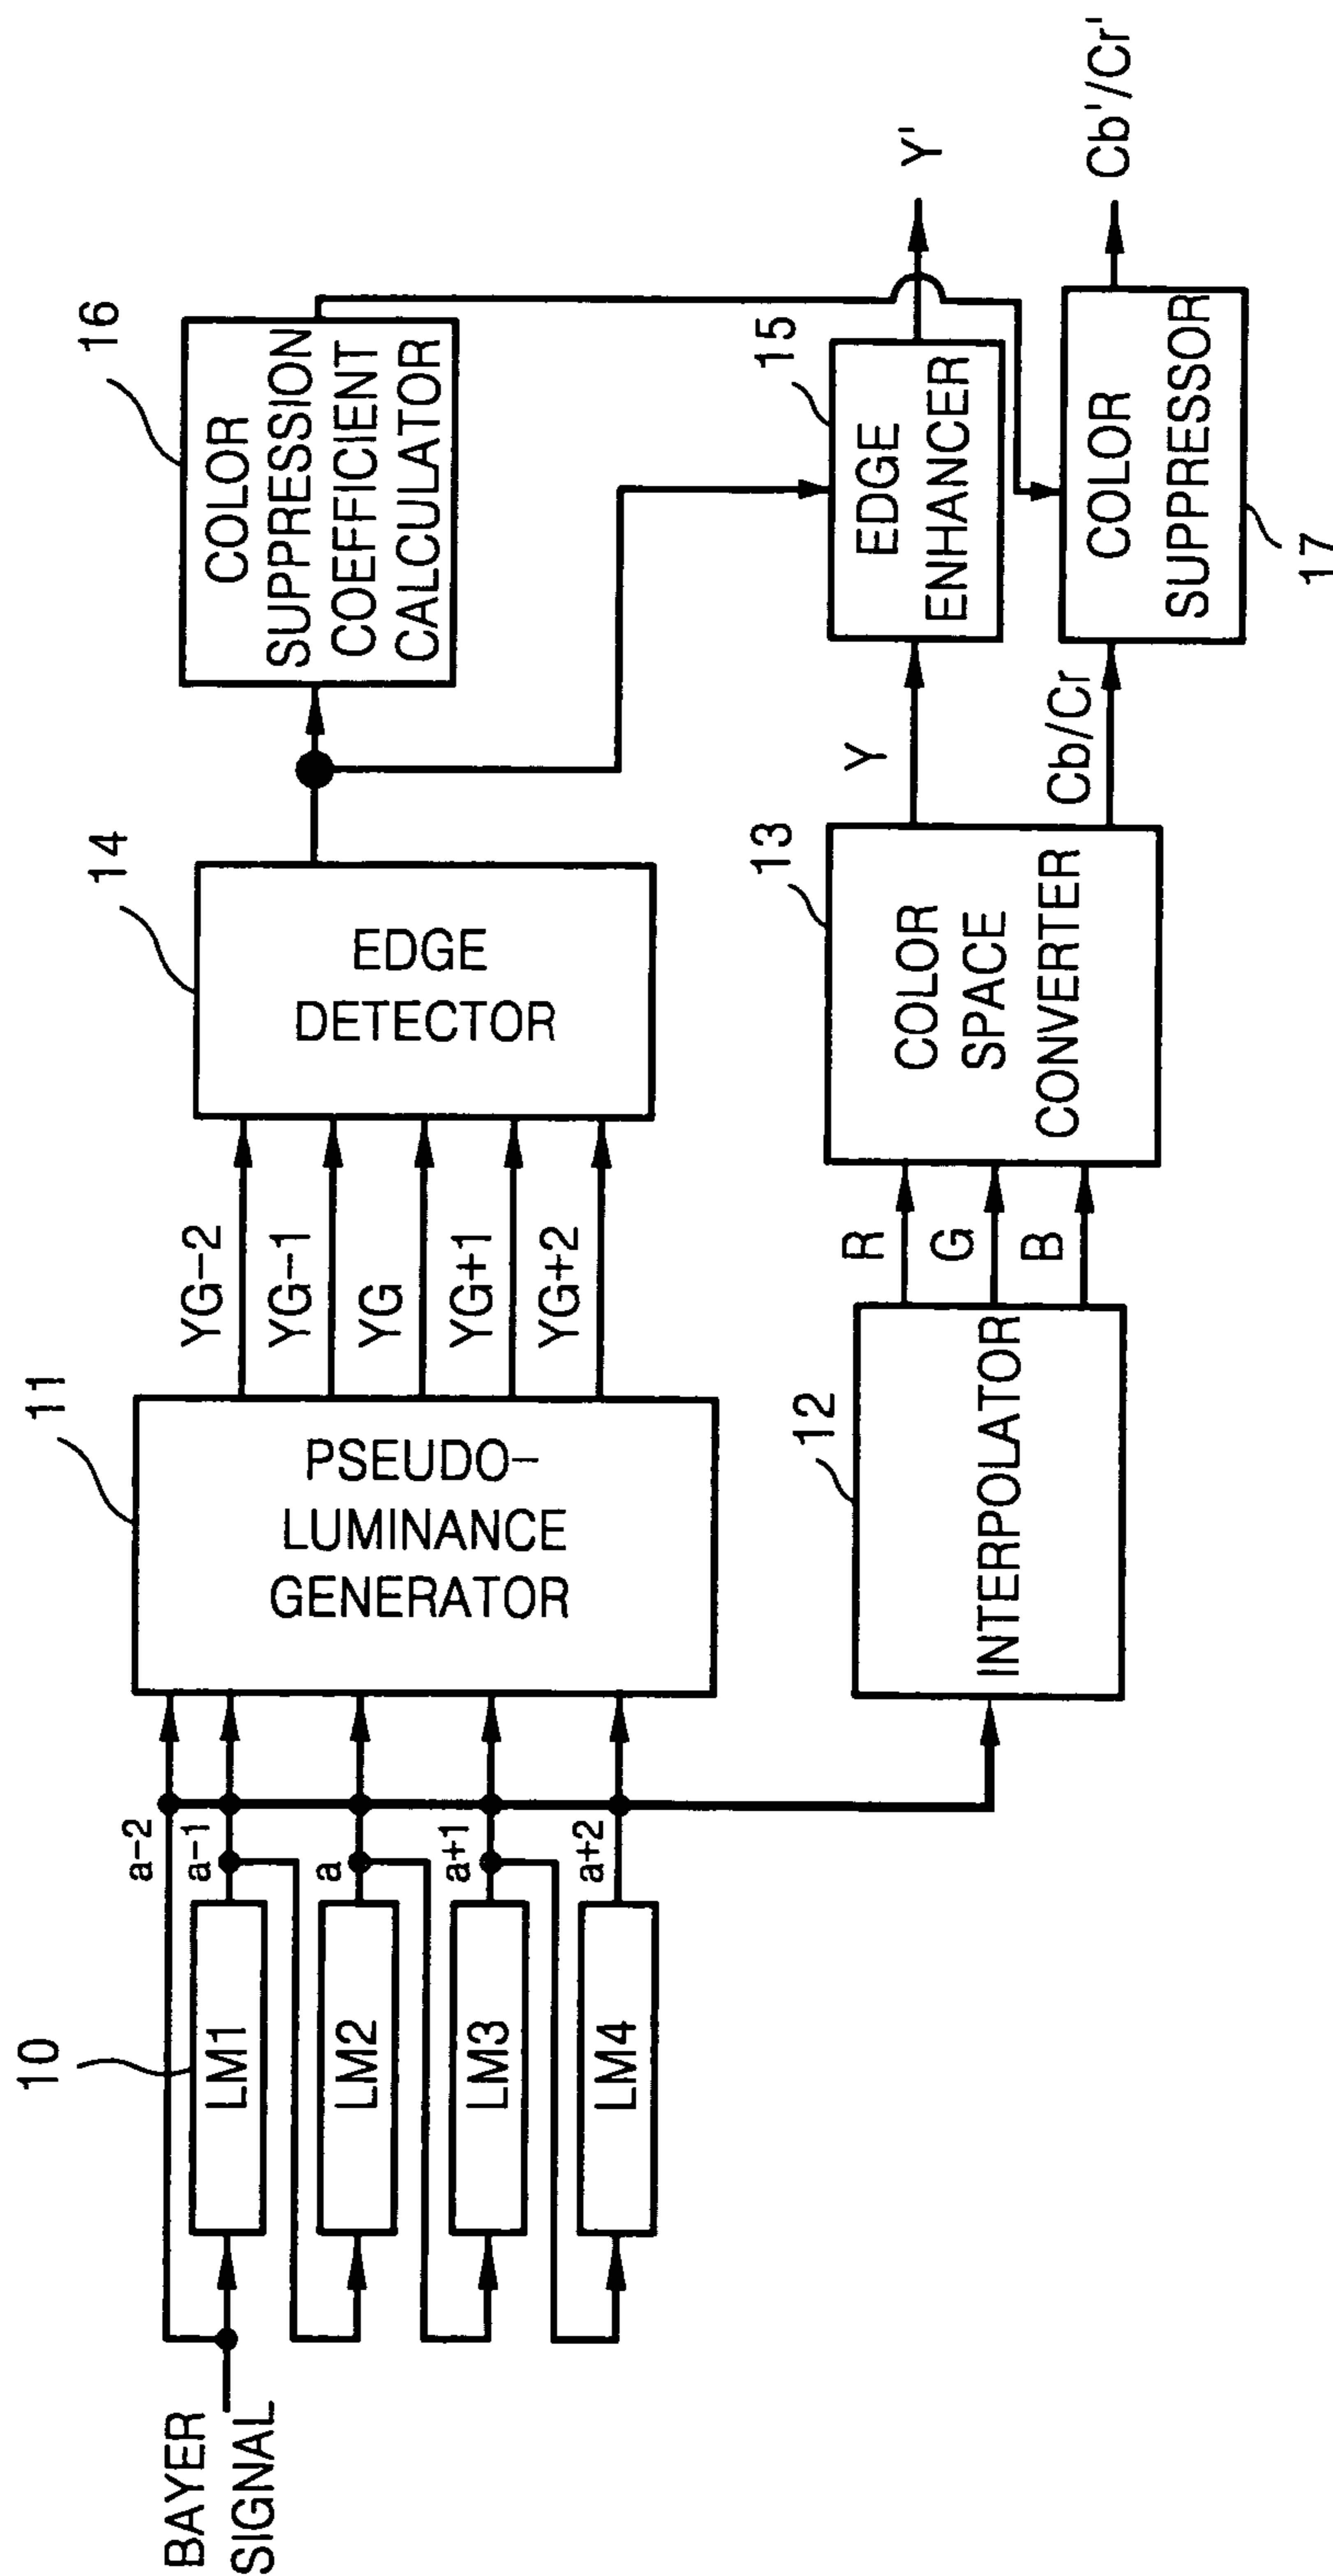 BAYER
SIGNAL
10
LM1
LM2
LM3
LM4
a-2
a-1
a
a+1
a+2
11
PSEUDO-
LUMINANCE
GENERATOR
YG-2
YG-1
YG
YG+1
YG+2
14
EDGE
DETECTOR
16
COLOR
SUPPRESSION
COEFFICIENT
CALCULATOR
12
INTERPOLATOR
R
G
B
13
COLOR
SPACE
CONVERTER
Y
Cb/Cr
15
EDGE
ENHANCER
Y'
COLOR
SUPPRESSOR
17
Cb'/Cr'